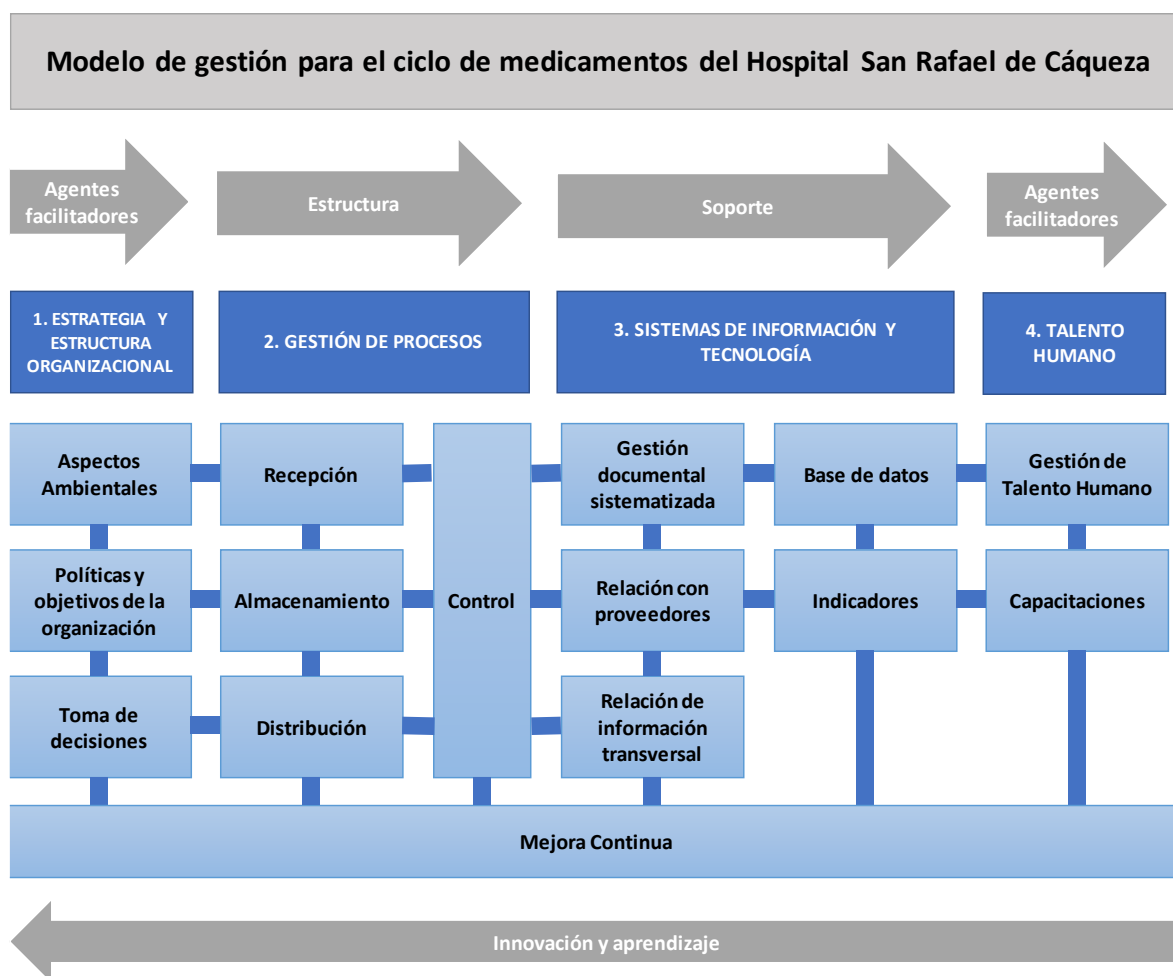 Modelo de gestión para el ciclo de medicamentos del Hospital San Rafael de Cáqueza
Agentes
facilitadores
Estructura
Soporte
Agentes
facilitadores
1. ESTRATEGIA Y
ESTRUCTURA
ORGANIZACIONAL
2. GESTIÓN DE PROCESOS
3. SISTEMAS DE INFORMACIÓN Y
TECNOLOGÍA
4. TALENTO
HUMANO
Aspectos
Ambientales
Recepción
Gestión
documental
sistematizada
Base de datos
Gestión de
Talento Humano
Políticas y
objetivos de la
organización
Almacenamiento
Control
Relación con
proveedores
Indicadores
Capacitaciones
Toma de
decisiones
Distribución
Relación de
información
transversal
Mejora Continua
Innovación y aprendizaje